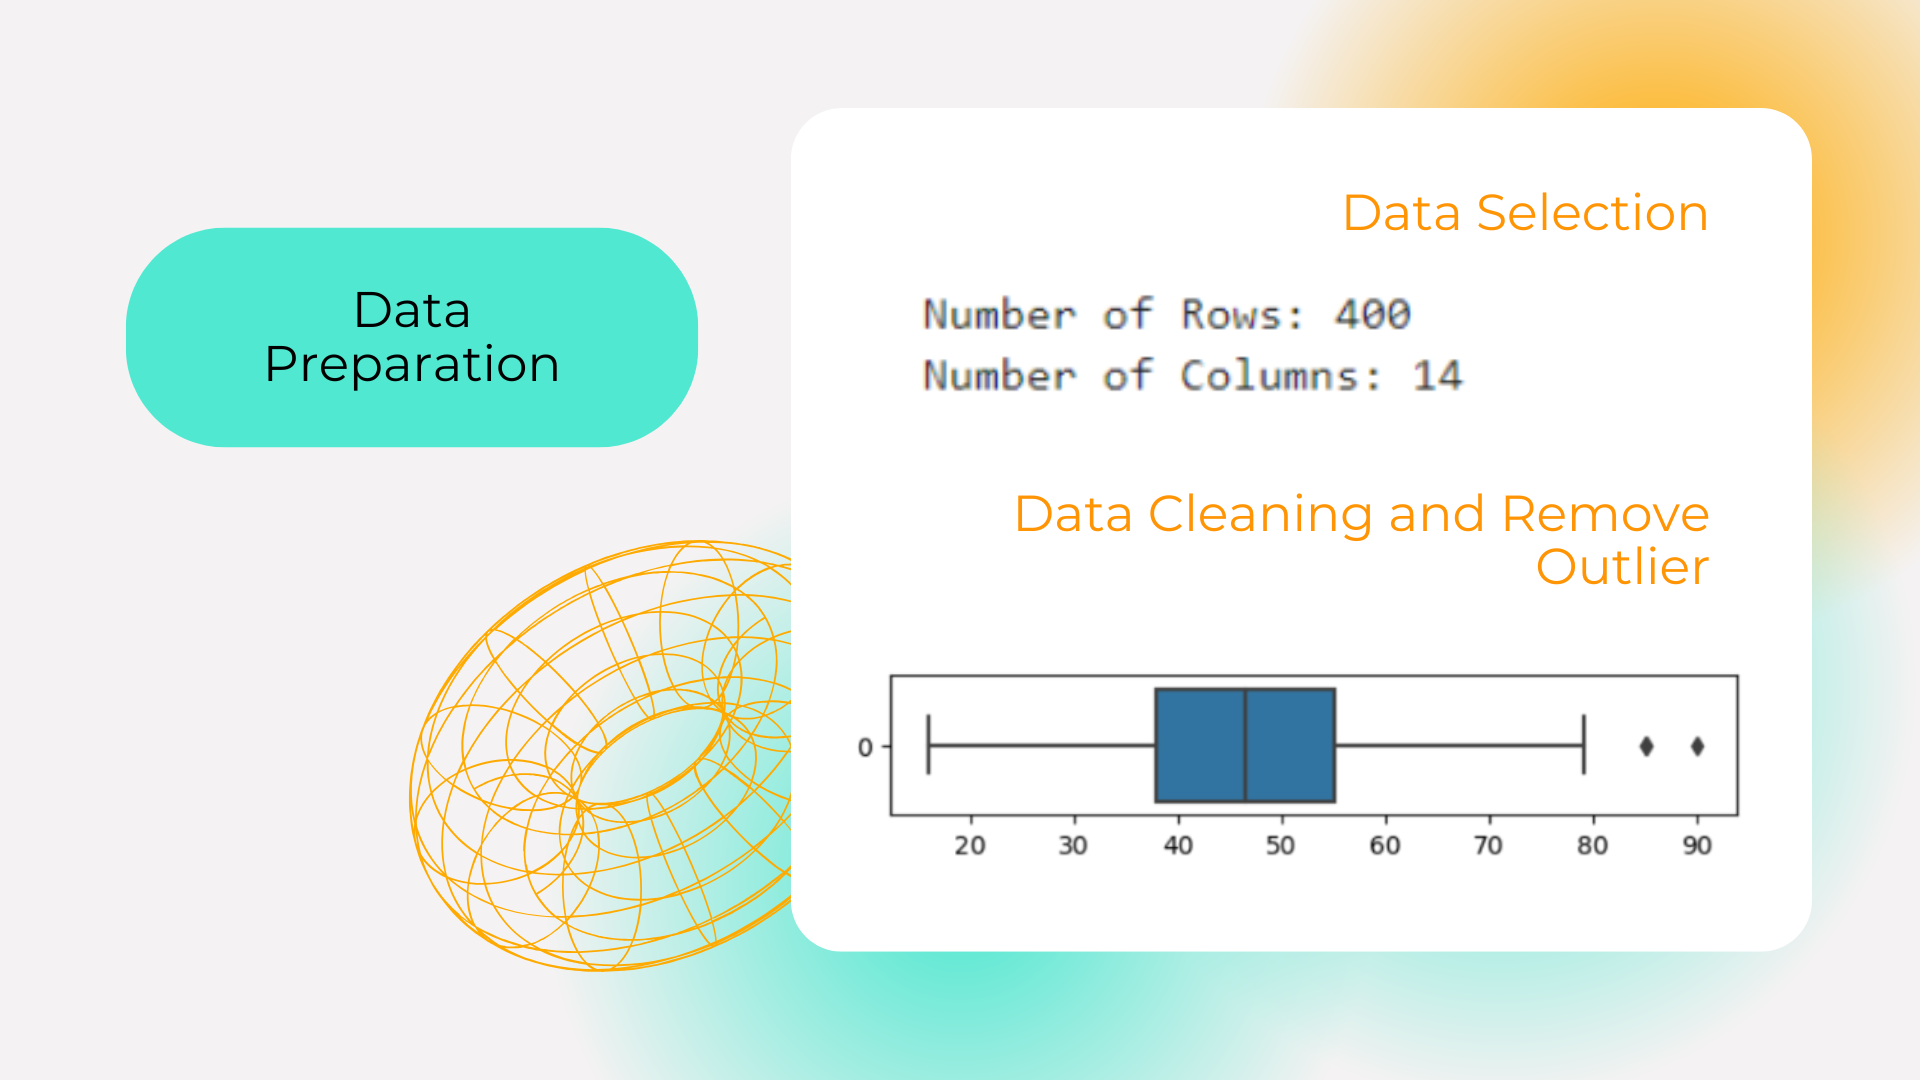 Data
Preparation
Data Selection
Number of Rows: 400
Number of Columns: 14
Data Cleaning and Remove
Outlier
0
20 30 40 50 60 70 80 90